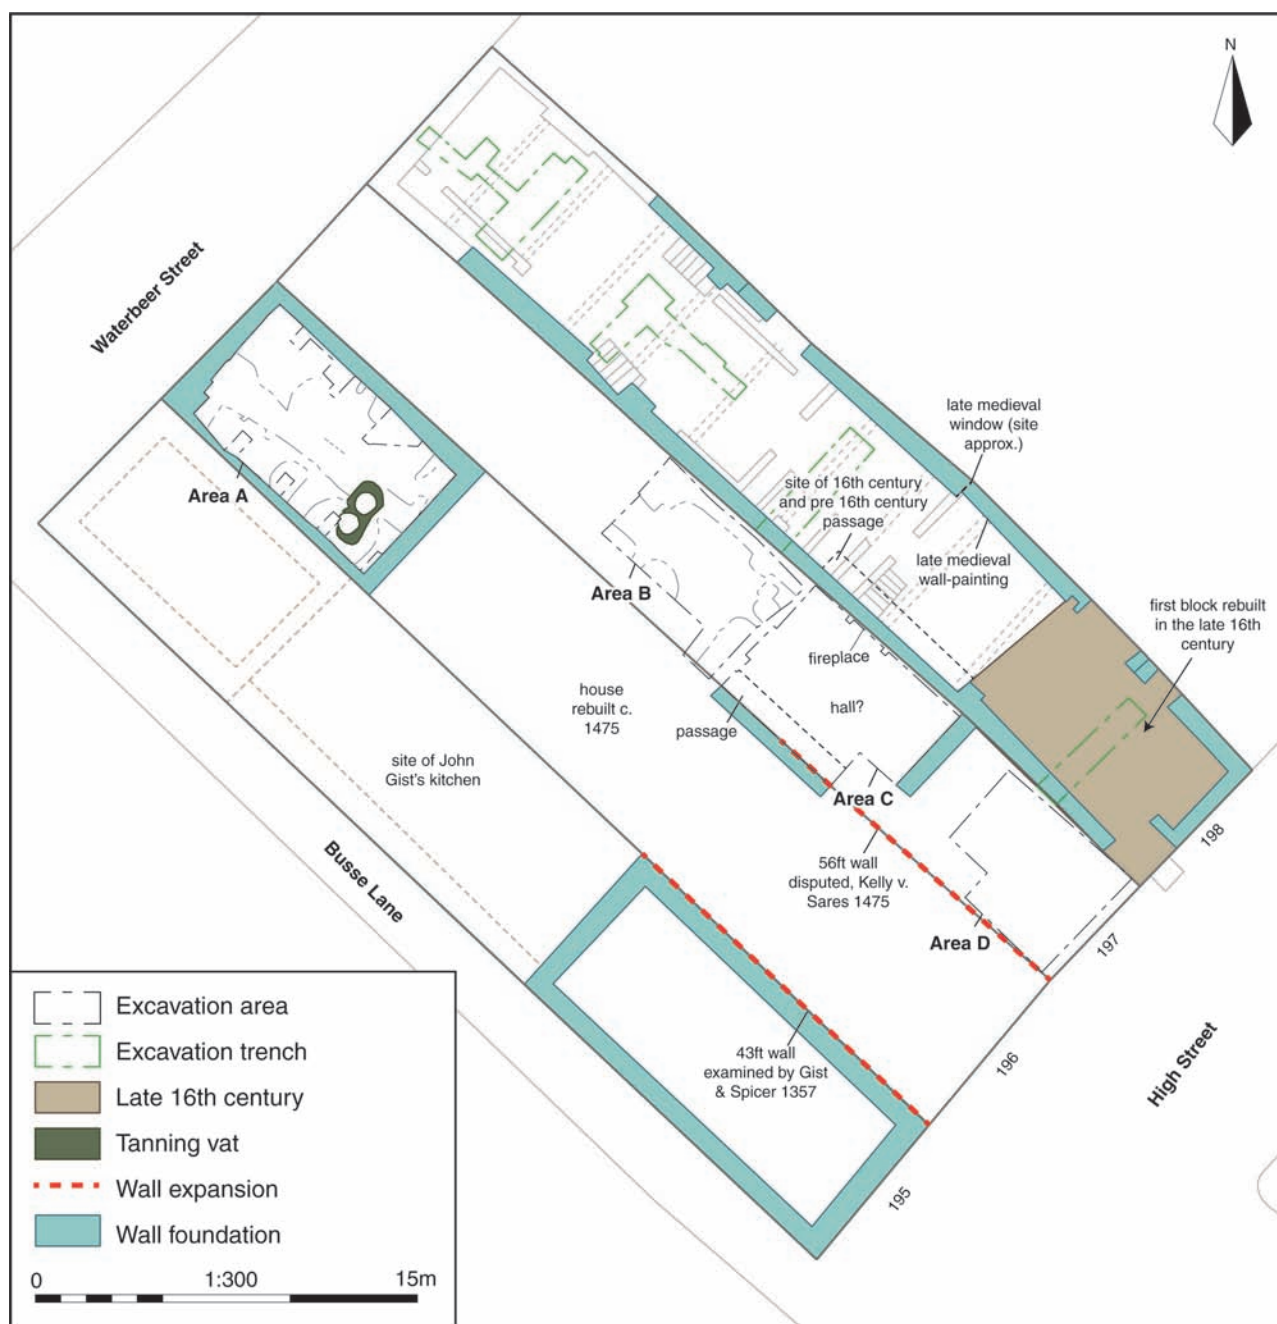 N
Waterbeer Street
late medieval
window (site
approx.)
site of 16th century
and pre 16th century
passage
Area A
late medieval
wall-painting
Area B
first block rebuilt
in the late 16th
century
fireplace
house
rebuilt c.
1475
hall?
passage
site of John
Gist's kitchen
Area C
198
Busse Lane
56ft wall
disputed, Kelly v.
Sares 1475
Area D
197
43ft wall
examined by Gist
& Spicer 1357
196
High Street
195
Excavation area
Excavation trench
Late 16th century
Tanning vat
Wall expansion
Wall foundation
0 1:300 15m